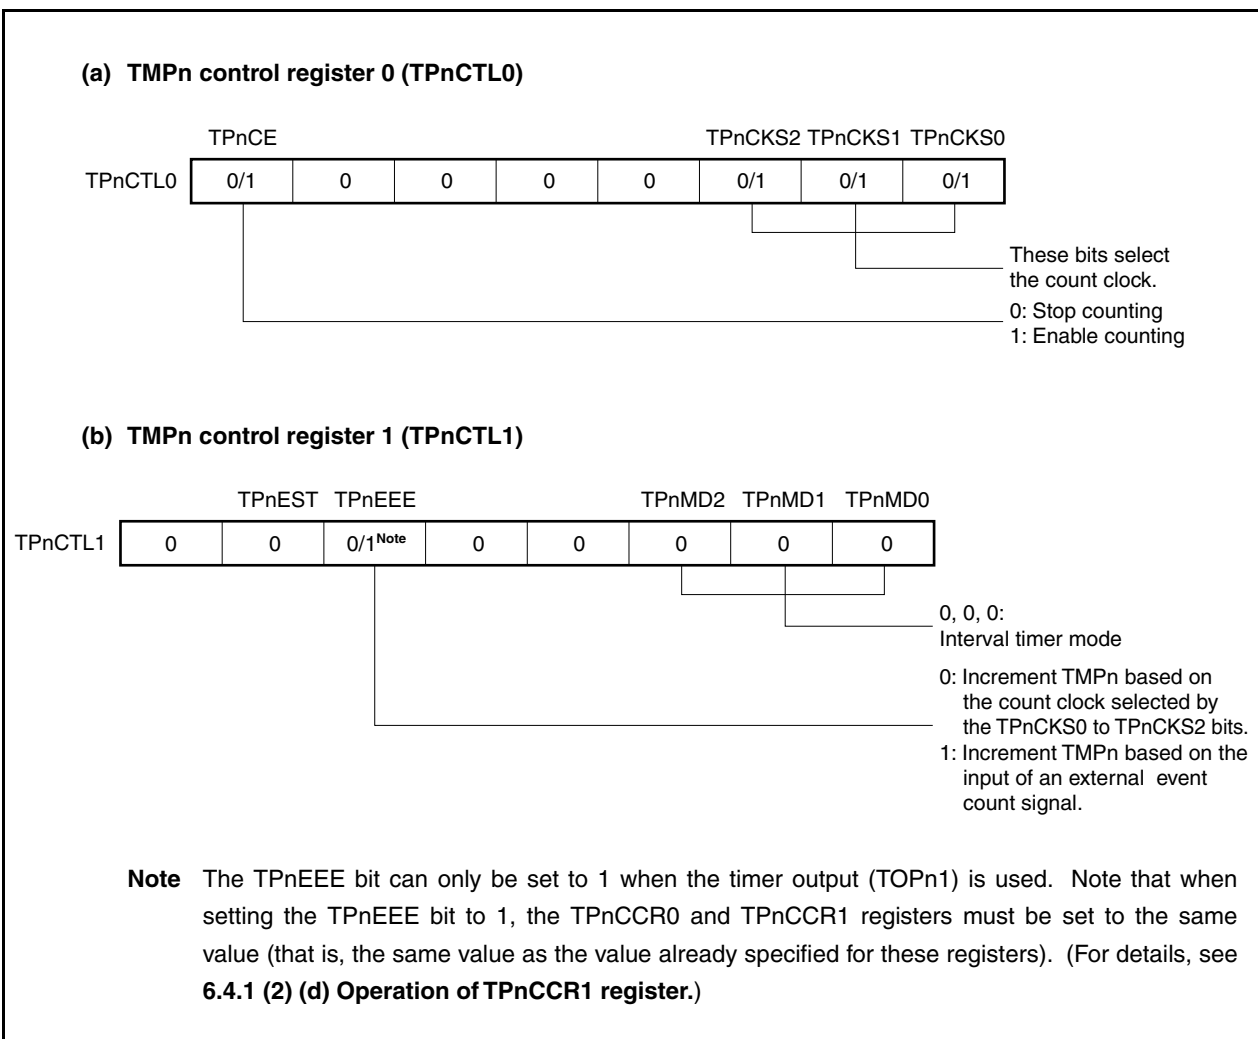 (a) TMPn control register 0 (TPnCTL0)
TPnCE TPnCKS2 TPnCKS1 TPnCKS0
TPnCTL0 0/1 0 0 0 0 0/1 0/1 0/1
These bits select
the count clock.
0: Stop counting
1: Enable counting
(b) TMPn control register 1 (TPnCTL1)
TPnEST TPnEEE TPnMD2 TPnMD1 TPnMD0
TPnCTL1 0 0 0/1Note 0 0 0 0 0
0, 0, 0:
Interval timer mode
0: Increment TMPn based on
the count clock selected by
the TPnCKS0 to TPnCKS2 bits.
1: Increment TMPn based on the
input of an external event
count signal.
Note The TPnEEE bit can only be set to 1 when the timer output (TOPn1) is used. Note that when
setting the TPnEEE bit to 1, the TPnCCR0 and TPnCCR1 registers must be set to the same
value (that is, the same value as the value already specified for these registers). (For details, see
6.4.1 (2) (d) Operation of TPnCCR1 register.)